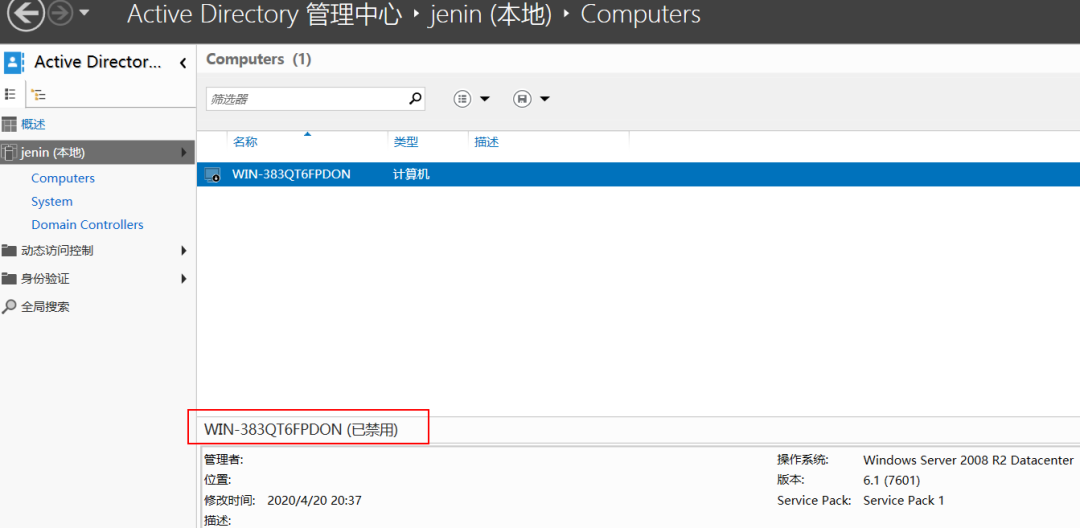 Active Directory 管理中心 ‣ jenin (本地) ‣ Computers
Active Director...
概述
jenin (本地)
Computers
System
Domain Controllers
动态访问控制
身份验证
全局搜索
Computers (1)
筛选器
名称 类型 描述
WIN-383QT6FPDON 计算机
WIN-383QT6FPDON (已禁用)
管理者:
位置:
修改时间: 2020/4/20 20:37
描述:
操作系统: Windows Server 2008 R2 Datacenter
版本: 6.1 (7601)
Service Pack: Service Pack 1